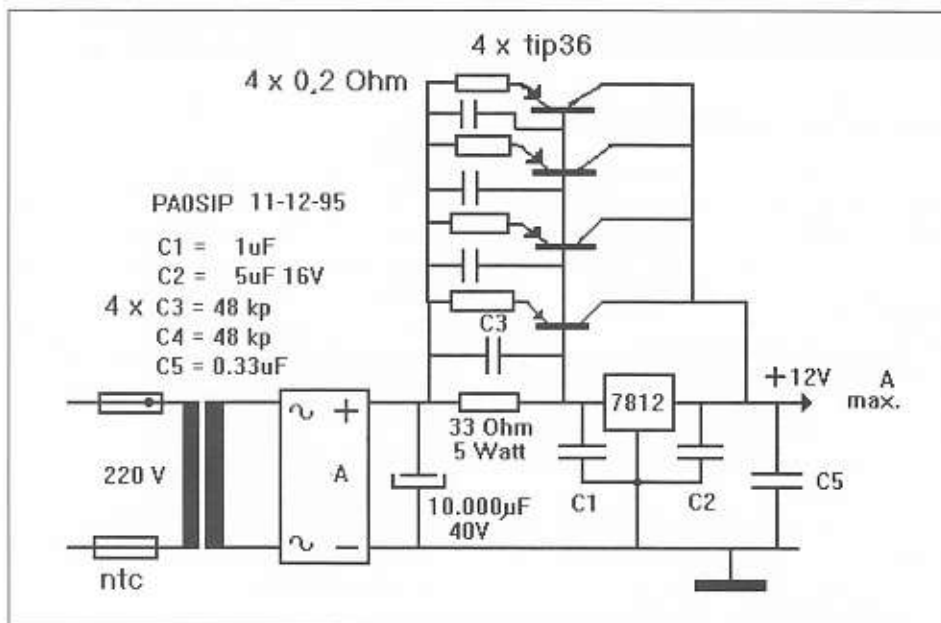 4 x tip36
4 x 0,2 Ohm
PA0SIP 11-12-95
C1 = 1uF
C2 = 5uF 16V
4 x C3 = 48 kp
C4 = 48 kp
C5 = 0.33uF
C3
220 V
ntc
~
+
A
~
−
33 Ohm
5 Watt
10.000µF
40V
7812
C1
C2
+12V
A
max.
C5